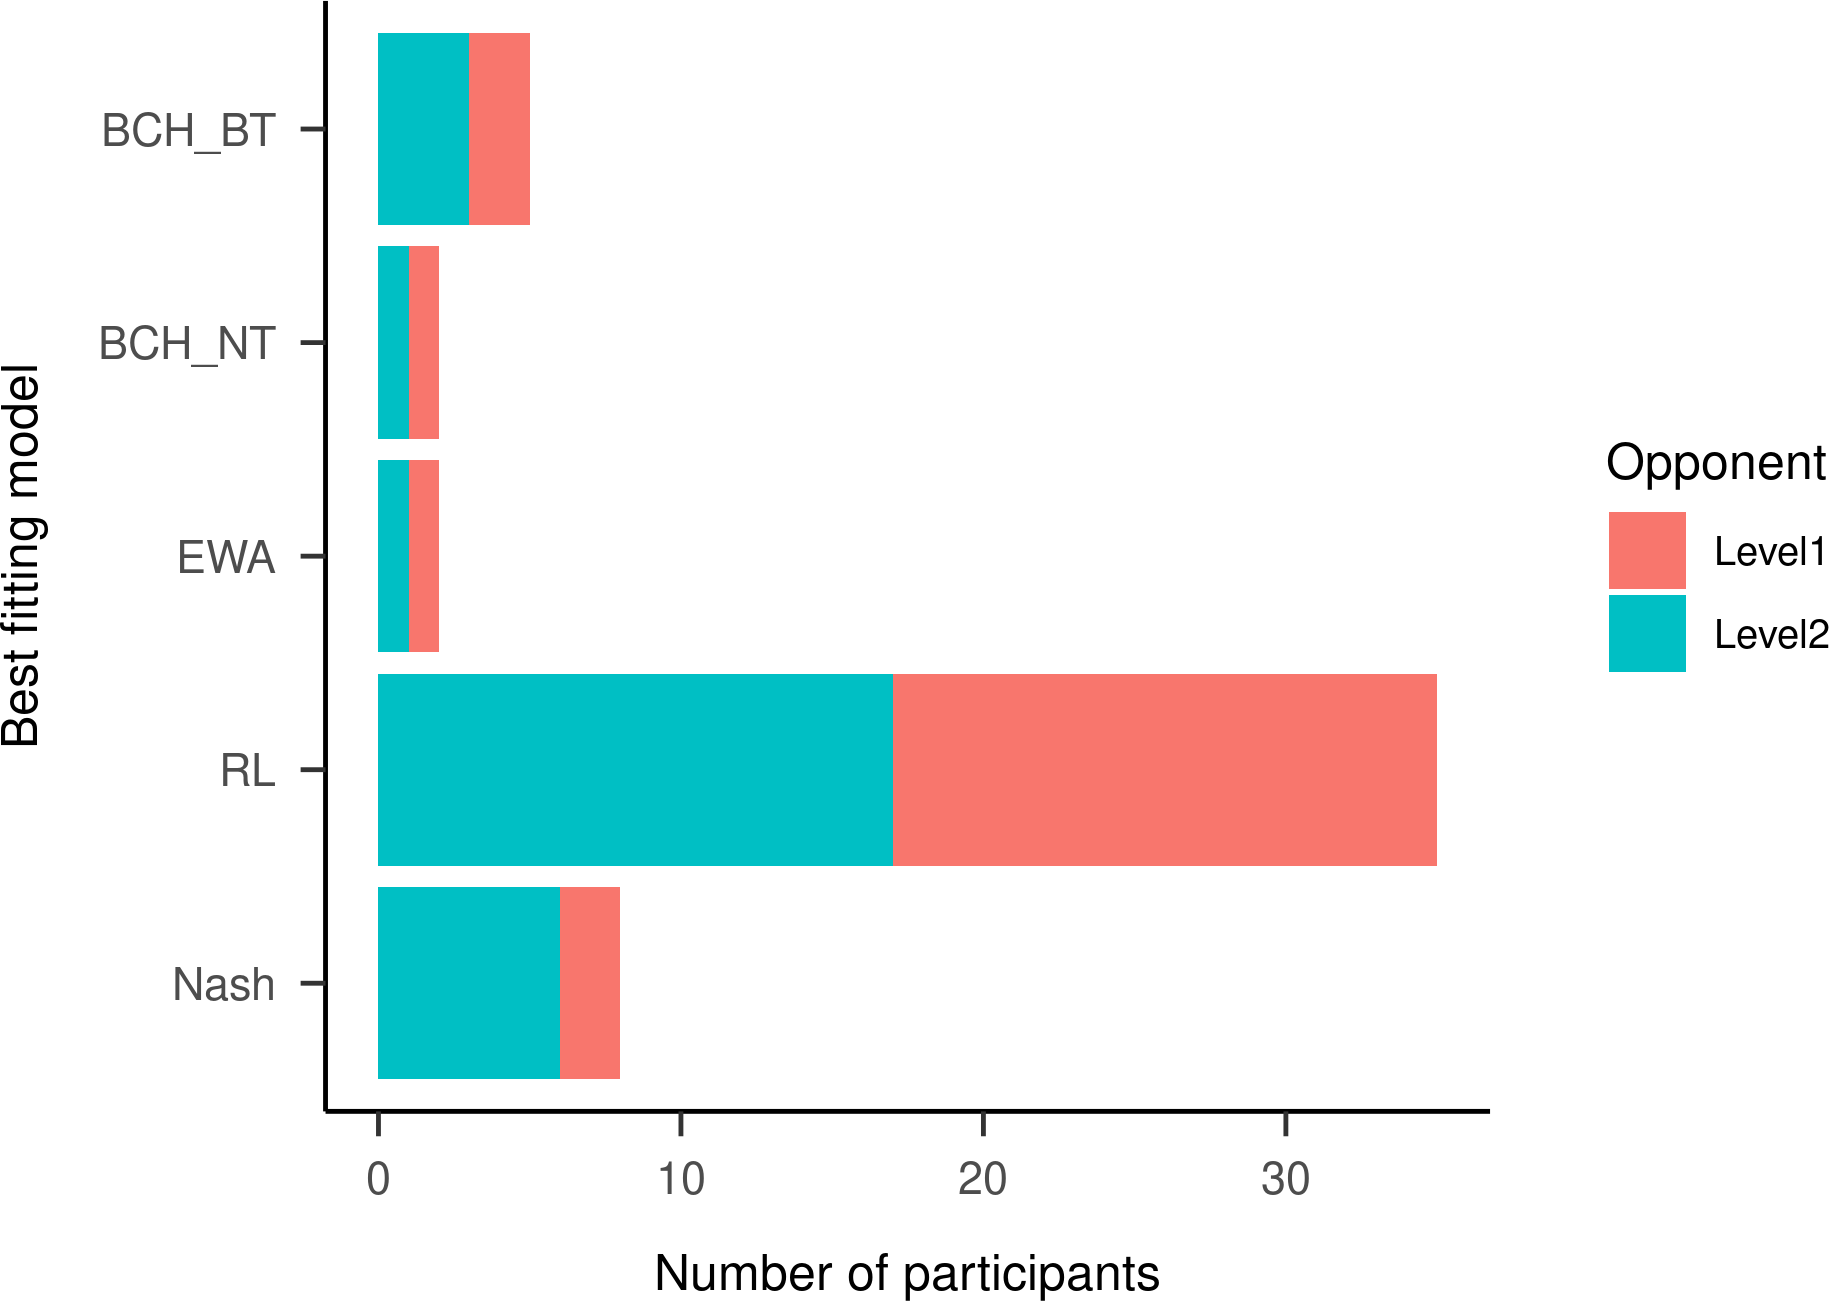 BCH_BT
BCH_NT
EWA
RL
Nash
Best fitting model
0 10 20 30
Number of participants
Opponent
Level1
Level2